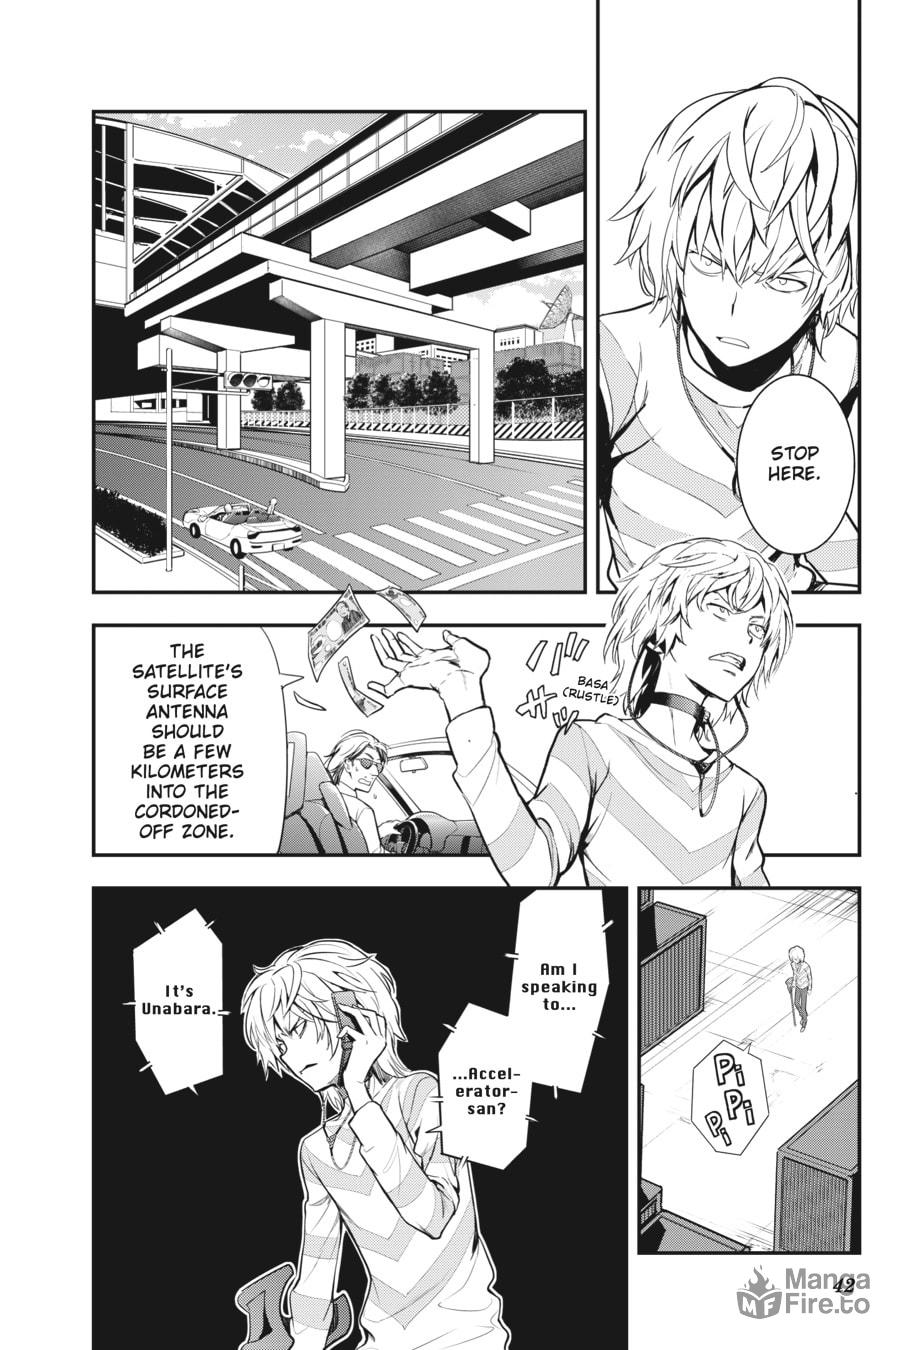 STOP
HERE.
BASA
(RUSTLE)
THE
SATELLITE'S
SURFACE
ANTENNA
SHOULD
BE A FEW
KILOMETERS
INTO THE
CORDONED-
OFF ZONE.
Pi
Pi
Pi
Am I
speaking
to...
...Accel-
erator-
san?
It's
Unabara.
42
Manga
Fire.to
MF